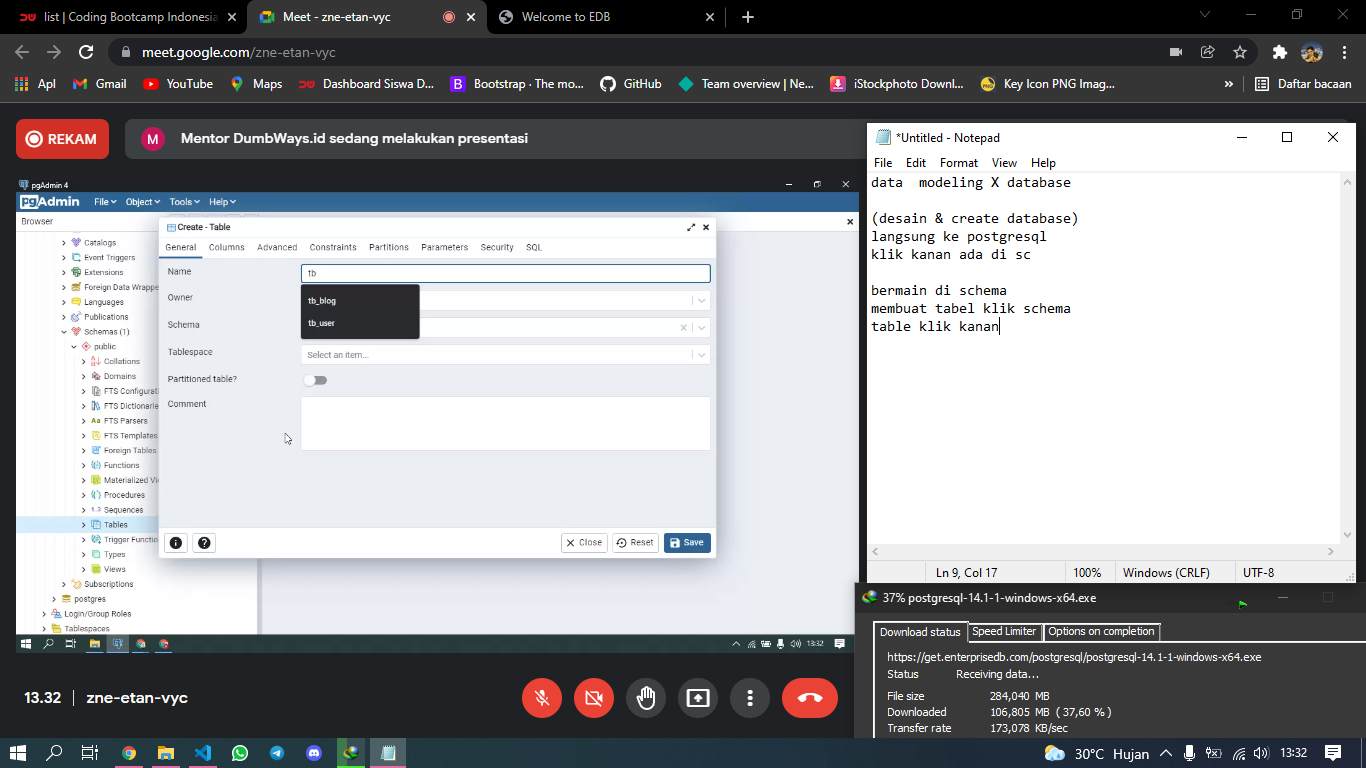 list | Coding Bootcamp Indonesia
Meet - zne-etan-vyc
Welcome to EDB
meet.google.com/zne-etan-vyc
Apl
Gmail
YouTube
Maps
Dashboard Siswa D...
Bootstrap · The mo...
GitHub
Team overview | Ne...
iStockphoto Downl...
Key Icon PNG Imag...
»
Daftar bacaan
REKAM
M
Mentor DumbWays.id sedang melakukan presentasi
pgAdmin 4
pgAdmin
File
Object
Tools
Help
Browser
Catalogs
Event Triggers
Extensions
Foreign Data Wrappe
Languages
Publications
Schemas (1)
public
Collations
Domains
FTS Configurat
FTS Dictionarie
FTS Parsers
FTS Templates
Foreign Tables
Functions
Materialized Vi
Procedures
Sequences
Tables
Trigger Functio
Types
Views
Subscriptions
postgres
Login/Group Roles
Tablespaces
Create - Table
General
Columns
Advanced
Constraints
Partitions
Parameters
Security
SQL
Name
tb
tb_blog
tb_user
Owner
Schema
Tablespace
Select an item...
Partitioned table?
Comment
Close
Reset
Save
13:32
*Untitled - Notepad
File
Edit
Format
View
Help
data  modeling X database
(desain & create database)
langsung ke postgresql
klik kanan ada di sc
bermain di schema
membuat tabel klik schema
table klik kanan
Ln 9, Col 17
100%
Windows (CRLF)
UTF-8
37% postgresql-14.1-1-windows-x64.exe
Download status
Speed Limiter
Options on completion
https://get.enterprisedb.com/postgresql/postgresql-14.1-1-windows-x64.exe
Status
Receiving data...
File size
284,040 MB
Downloaded
106,805 MB ( 37,60 % )
Transfer rate
173,078 KB/sec
13.32
zne-etan-vyc
30°C Hujan
13:32